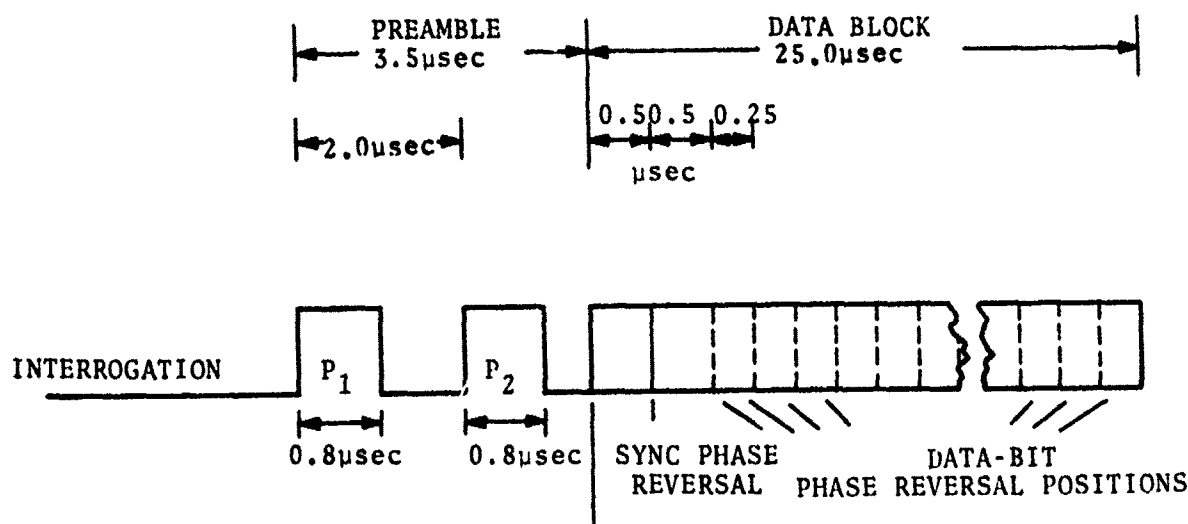 PREAMBLE
3.5μsec
DATA BLOCK
25.0μsec
2.0μsec
0.5 0.5 0.25
μsec
INTERROGATION
P1
P2
0.8μsec
0.8μsec
SYNC PHASE
REVERSAL
DATA-BIT
PHASE REVERSAL POSITIONS